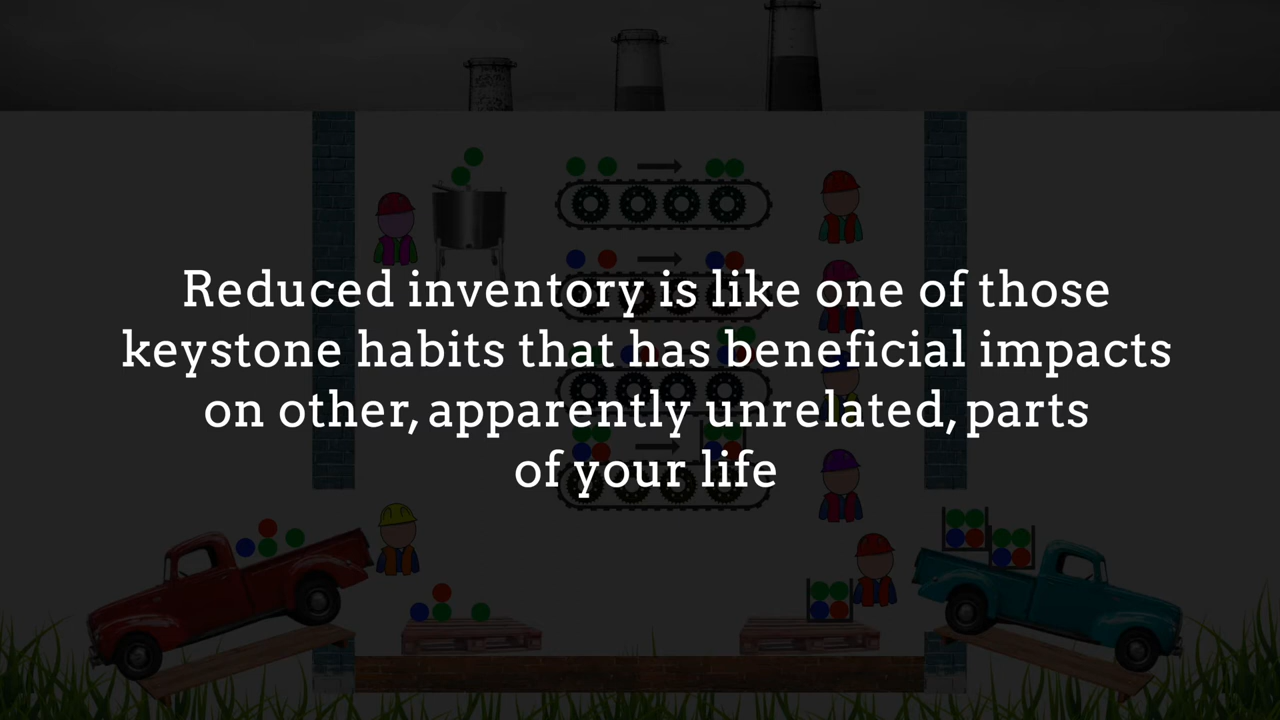 Reduced inventory is like one of those
keystone habits that has beneficial impacts
on other, apparently unrelated, parts
of your life